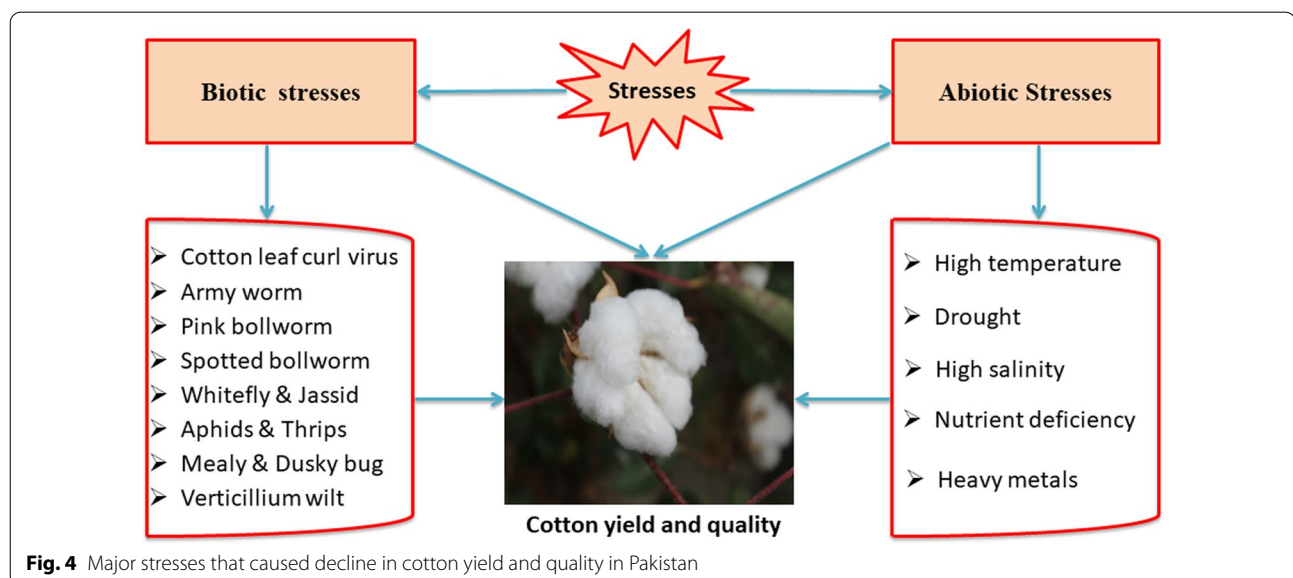 Biotic stresses
Stresses
Abiotic Stresses
➢ Cotton leaf curl virus
➢ Army worm
➢ Pink bollworm
➢ Spotted bollworm
➢ Whitefly & Jassid
➢ Aphids & Thrips
➢ Mealy & Dusky bug
➢ Verticillium wilt
➢ High temperature
➢ Drought
➢ High salinity
➢ Nutrient deficiency
➢ Heavy metals
Cotton yield and quality
Fig. 4 Major stresses that caused decline in cotton yield and quality in Pakistan